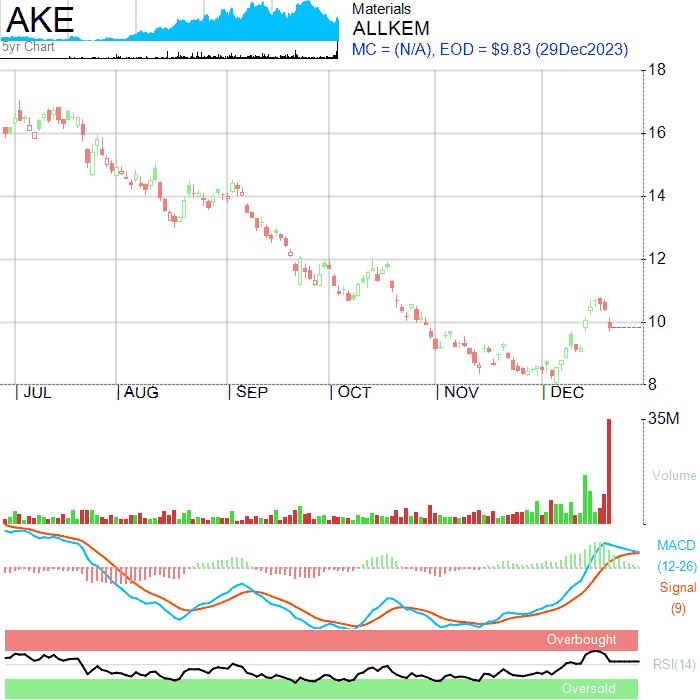 AKE
5yr Chart
Materials
ALLKEM
MC = (N/A), EOD = $9.83 (29Dec2023)
18
16
14
12
10
8
JUL AUG SEP OCT NOV DEC
35M
Volume
MACD
(12-26)
Signal
(9)
Overbought
RSI(14)
Oversold